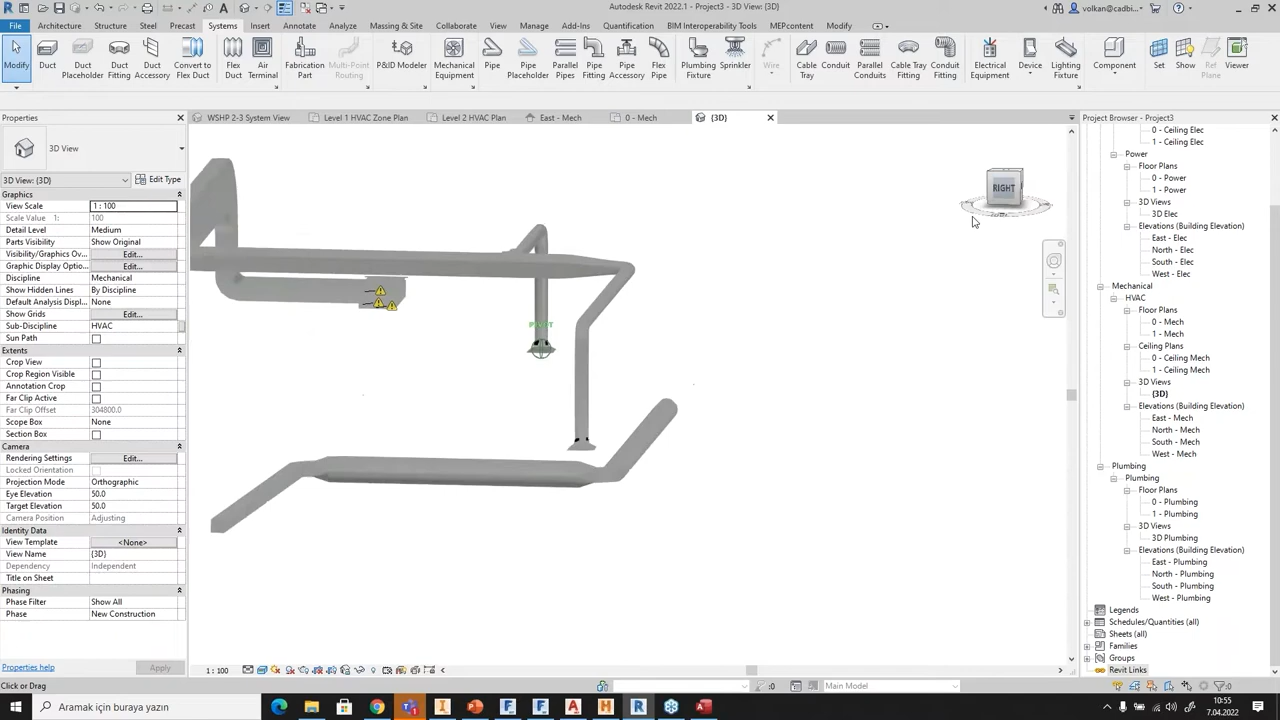 Autodesk Revit 2022.1 - Project3 - 3D View: {3D}
volkan@cadbi...
File Architecture Structure Steel Precast Systems Insert Annotate Analyze Massing & Site Collaborate View Manage Add-Ins Quantification BIM Interoperability Tools MEPcontent Modify
Modify
Duct
Duct Placeholder
Duct Fitting
Duct Accessory
Convert to Flex Duct
Flex Duct
Air Terminal
Fabrication Part
Multi-Point Routing
P&ID Modeler
Mechanical Equipment
Pipe
Pipe Placeholder
Parallel Pipes
Pipe Fitting
Pipe Accessory
Flex Pipe
Plumbing Fixture
Sprinkler
Wire
Cable Tray
Conduit
Parallel Conduits
Cable Tray Fitting
Conduit Fitting
Electrical Equipment
Device
Lighting Fixture
Component
Set
Show
Ref Plane
Viewer
Properties
WSHP 2-3 System View
Level 1 HVAC Zone Plan
Level 2 HVAC Plan
East - Mech
0 - Mech
{3D}
3D View
3D View: {3D} Edit Type
Graphics
View Scale 1 : 100
Scale Value 1: 100
Detail Level Medium
Parts Visibility Show Original
Visibility/Graphics Ov... Edit...
Graphic Display Optio... Edit...
Discipline Mechanical
Show Hidden Lines By Discipline
Default Analysis Displ... None
Show Grids Edit...
Sub-Discipline HVAC
Sun Path
Extents
Crop View
Crop Region Visible
Annotation Crop
Far Clip Active
Far Clip Offset 304800.0
Scope Box None
Section Box
Camera
Rendering Settings Edit...
Locked Orientation
Projection Mode Orthographic
Eye Elevation 50.0
Target Elevation 50.0
Camera Position Adjusting
Identity Data
View Template <None>
View Name {3D}
Dependency Independent
Title on Sheet
Phasing
Phase Filter Show All
Phase New Construction
Properties help Apply
PIVOT
RIGHT
Project Browser - Project3
0 - Ceiling Elec
1 - Ceiling Elec
Power
Floor Plans
0 - Power
1 - Power
3D Views
3D Elec
Elevations (Building Elevation)
East - Elec
North - Elec
South - Elec
West - Elec
Mechanical
HVAC
Floor Plans
0 - Mech
1 - Mech
Ceiling Plans
0 - Ceiling Mech
1 - Ceiling Mech
3D Views
{3D}
Elevations (Building Elevation)
East - Mech
North - Mech
South - Mech
West - Mech
Plumbing
Plumbing
Floor Plans
0 - Plumbing
1 - Plumbing
3D Views
3D Plumbing
Elevations (Building Elevation)
East - Plumbing
North - Plumbing
South - Plumbing
West - Plumbing
Legends
Schedules/Quantities (all)
Sheets (all)
Families
Groups
Revit Links
1 : 100
Click or Drag
:0
Main Model
:0
Aramak için buraya yazın
10:55
7.04.2022